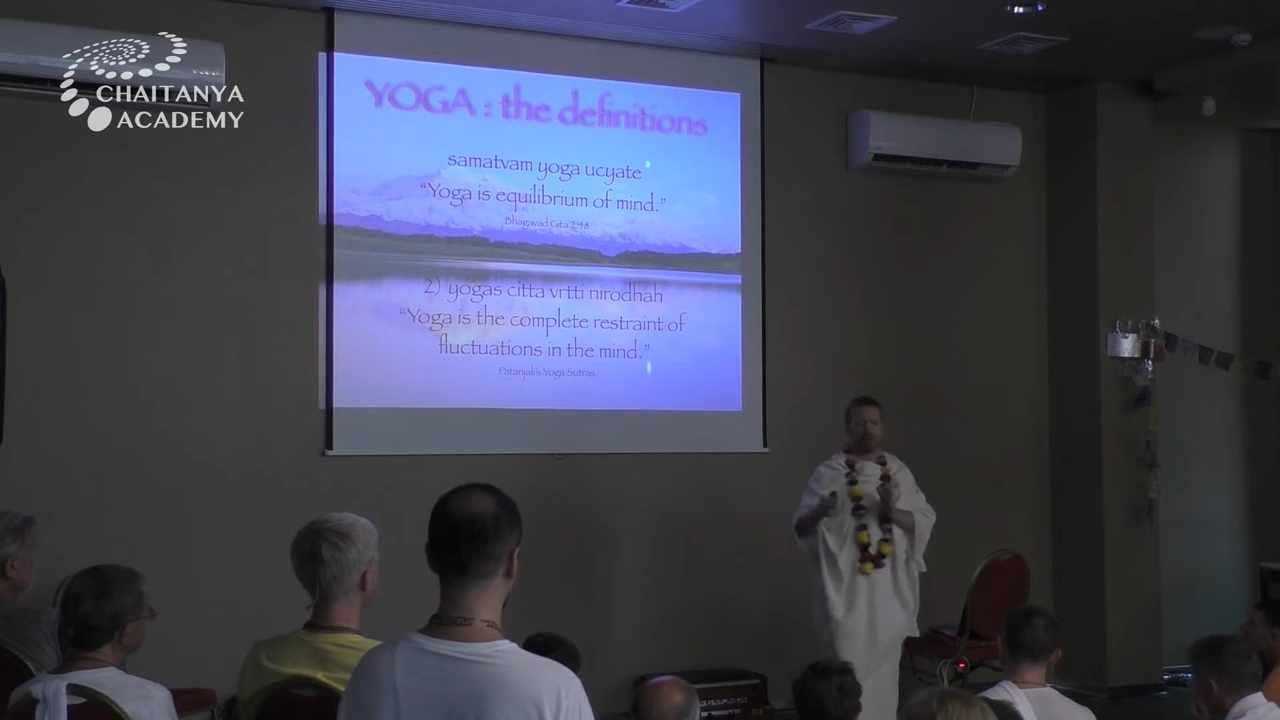 CHAITANYA
ACADEMY
YOGA : the definitions
samatvam yoga ucyate
“Yoga is equilibrium of mind.”
Bhagavad Gita 2.48
2) yogas citta vrtti nirodhah
“Yoga is the complete restraint of
fluctuations in the mind.”
Patanjali's Yoga Sutras